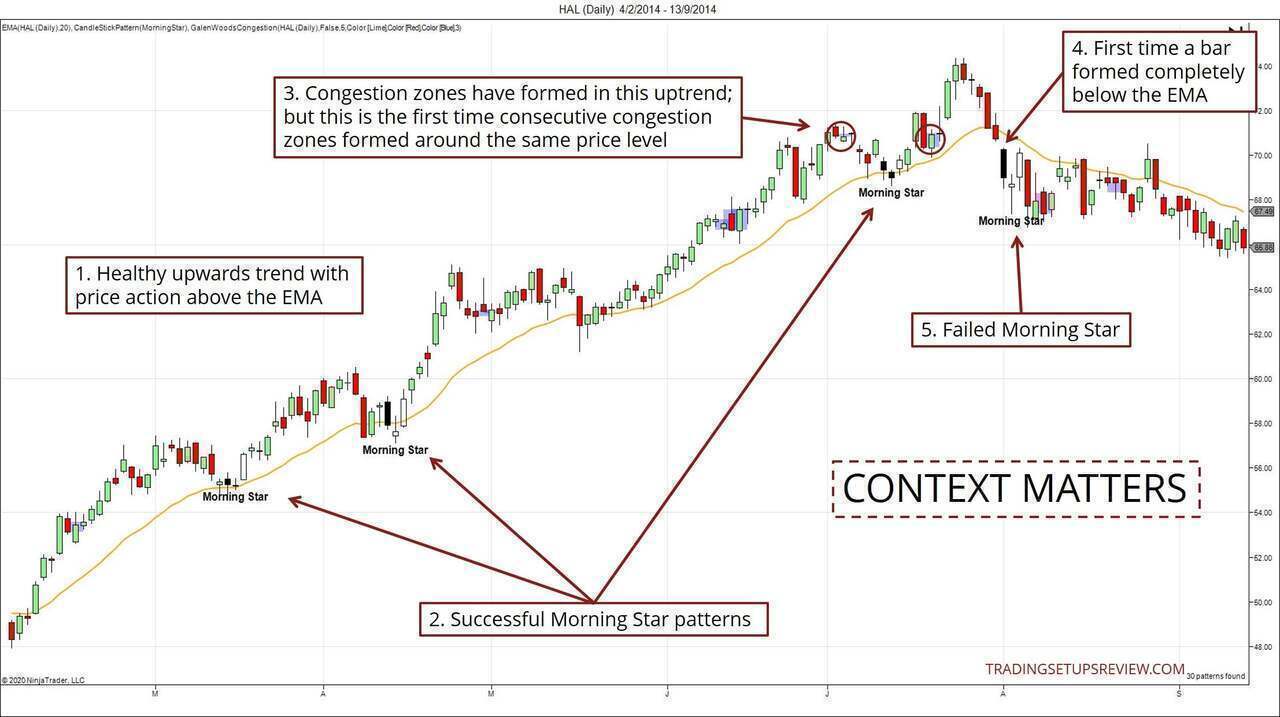 HAL (Daily) 4/2/2014 - 13/9/2014
EMA(HAL (Daily),20), CandleStickPattern(MorningStar), GalenWoodsCongestion(HAL (Daily),False,5,Color [Lime],Color [Red],Color [Blue],3)
4. First time a bar
formed completely
below the EMA
3. Congestion zones have formed in this uptrend;
but this is the first time consecutive congestion
zones formed around the same price level
74.00
72.00
70.00
68.00
67.49
65.88
64.00
62.00
60.00
58.00
56.00
54.00
52.00
50.00
48.00
Morning Star
Morning Star
1. Healthy upwards trend with
price action above the EMA
5. Failed Morning Star
Morning Star
Morning Star
CONTEXT MATTERS
2. Successful Morning Star patterns
TRADINGSETUPSREVIEW.COM
30 patterns found.
© 2020 NinjaTrader, LLC
M A M J J A S